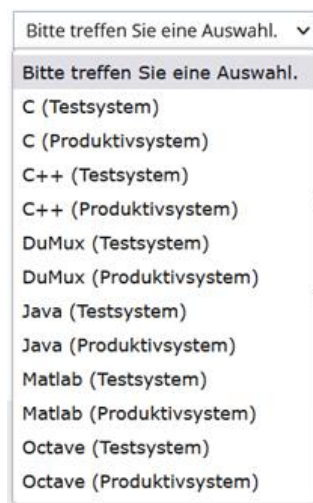 Bitte treffen Sie eine Auswahl.
Bitte treffen Sie eine Auswahl.
C (Testsystem)
C (Produktivsystem)
C++ (Testsystem)
C++ (Produktivsystem)
DuMux (Testsystem)
DuMux (Produktivsystem)
Java (Testsystem)
Java (Produktivsystem)
Matlab (Testsystem)
Matlab (Produktivsystem)
Octave (Testsystem)
Octave (Produktivsystem)